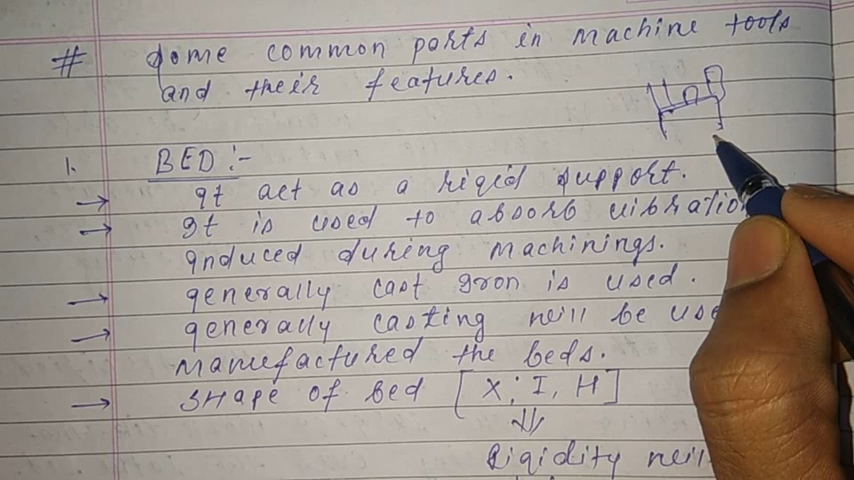 # Some common parts in machine tools
and their features.
1. BED :-
→ It act as a rigid support.
→ It is used to absorb vibration
Induced during machinings.
→ generally cast Iron is used.
→ generally casting will be use
manufactured the beds.
→ SHape of bed [X, I, H]
⇓
Rigidity will